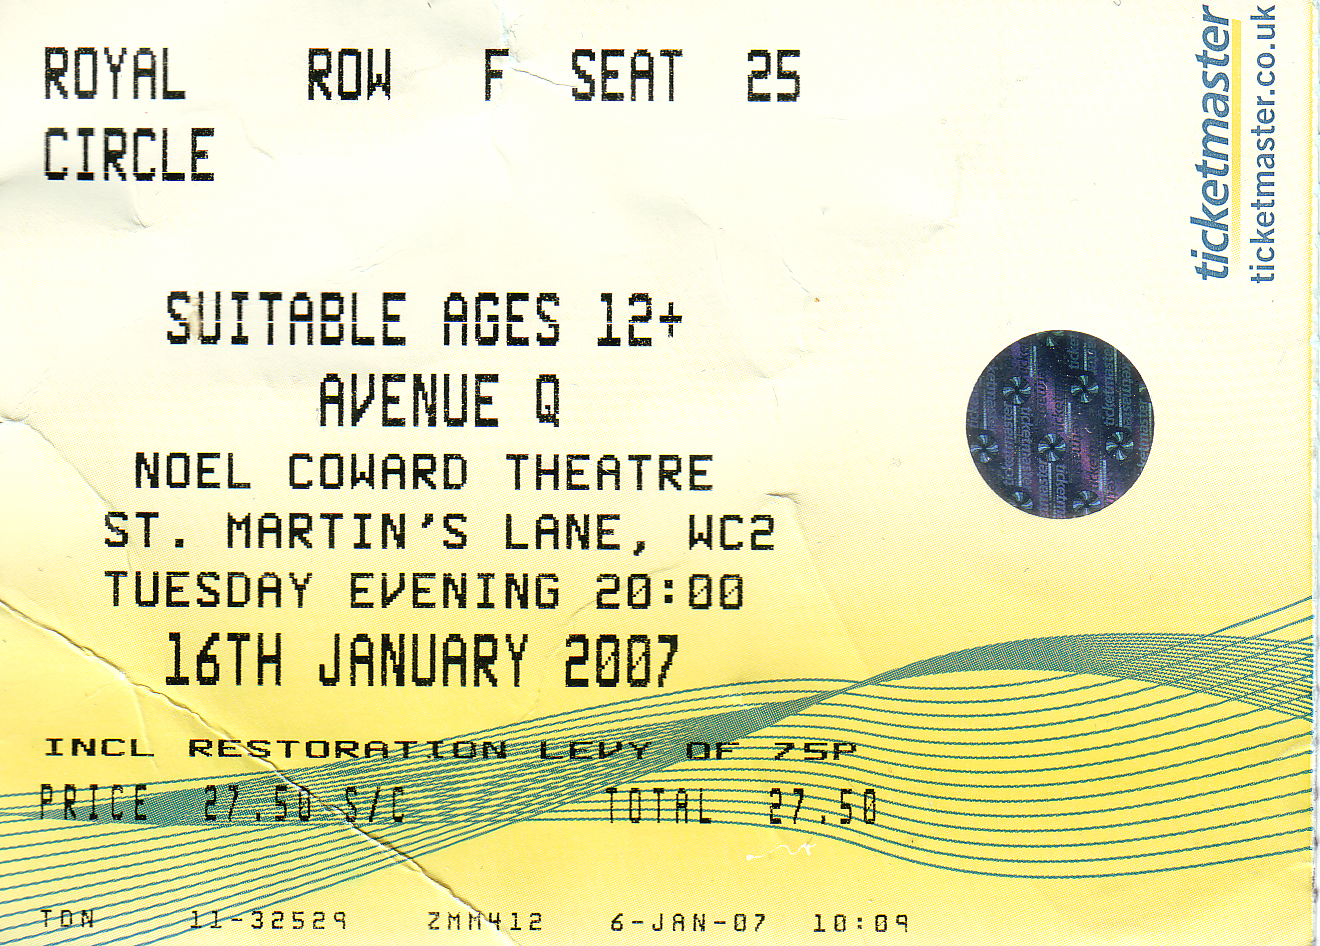 ROYAL ROW F SEAT 25
CIRCLE
SUITABLE AGES 12+
AVENUE Q
NOEL COWARD THEATRE
ST. MARTIN'S LANE, WC2
TUESDAY EVENING 20:00
16TH JANUARY 2007
INCL RESTORATION LEVY OF 75P
PRICE 27.50 S/C TOTAL 27.50
TDN 11-32529 ZMM412 6-JAN-07 10:09
ticketmaster
ticketmaster.co.uk
ticketmaster